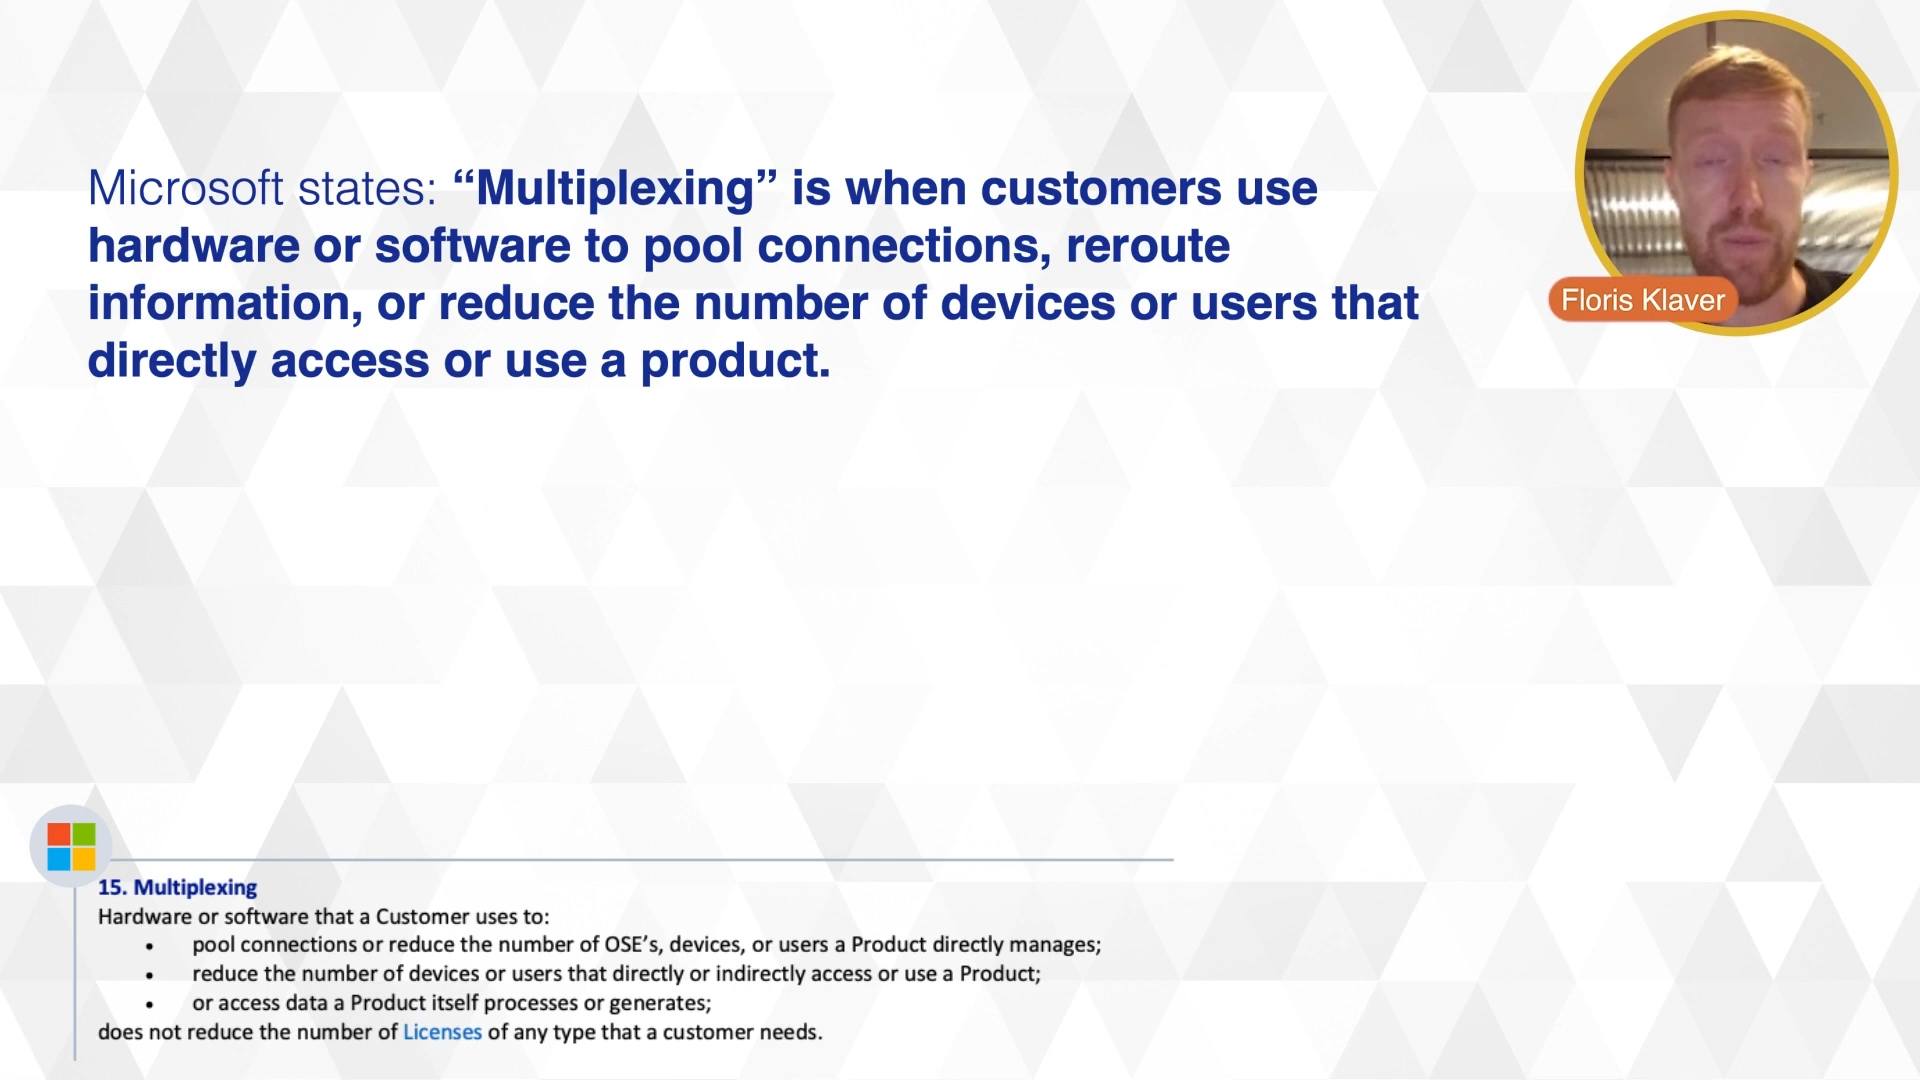 Microsoft states: “Multiplexing” is when customers use
hardware or software to pool connections, reroute
information, or reduce the number of devices or users that
directly access or use a product.
Floris Klaver
15. Multiplexing
Hardware or software that a Customer uses to:
• pool connections or reduce the number of OSE’s, devices, or users a Product directly manages;
• reduce the number of devices or users that directly or indirectly access or use a Product;
• or access data a Product itself processes or generates;
does not reduce the number of Licenses of any type that a customer needs.